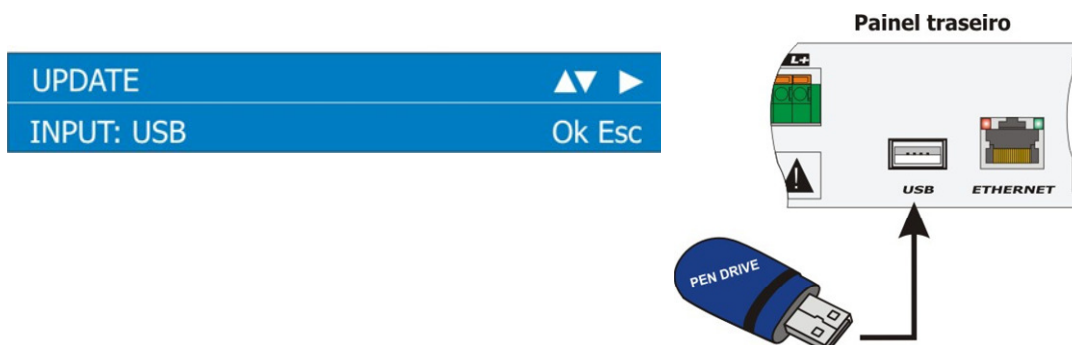 UPDATE ▲▼ ►
INPUT: USB Ok Esc
Painel traseiro
L+
USB ETHERNET
PEN DRIVE